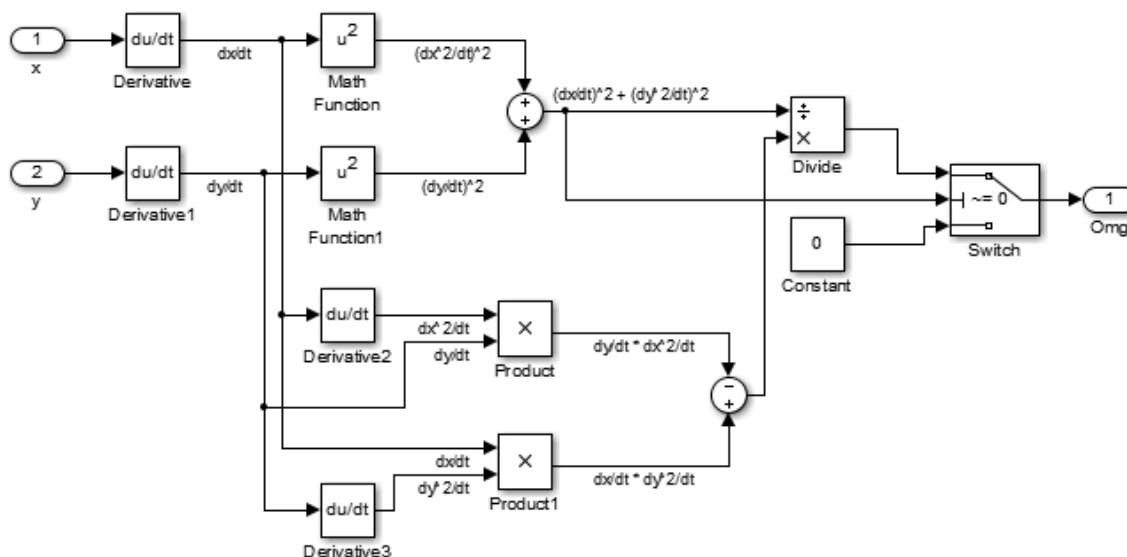 1
x
du/dt
Derivative
dx/dt
u²
Math
Function
(dx^2/dt)^2
2
y
du/dt
Derivative1
dy/dt
u²
Math
Function1
(dy/dt)^2
+
+
(dx/dt)^2 + (dy^2/dt)^2
÷
×
Divide
0
Constant
~= 0
Switch
1
Omg
du/dt
Derivative2
dx^2/dt
dy/dt
×
Product
dy/dt * dx^2/dt
−
+
du/dt
Derivative3
dx/dt
dy^2/dt
×
Product1
dx/dt * dy^2/dt